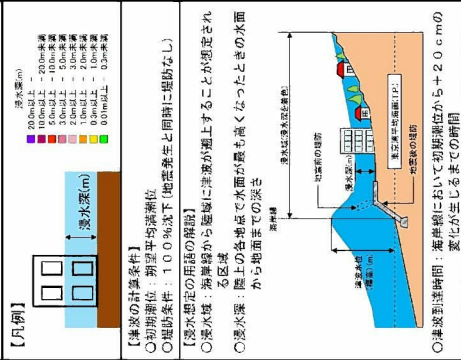 【凡例】
浸水深(m)
浸水深(m)
20.0m以上 -
10.0m以上 - 20.0m未満
5.0m以上 - 10.0m未満
3.0m以上 - 5.0m未満
2.0m以上 - 3.0m未満
1.0m以上 - 2.0m未満
0.3m以上 - 1.0m未満
0.01m以上 - 0.3m未満
【津波の計算条件】
○初期潮位：朔望平均満潮位
○堤防条件：１００％沈下(地震発生と同時に堤防なし)
【浸水想定の用語の解説】
○浸水域：海岸線から陸域に津波が遡上することが想定され
る区域
○浸水深：陸上の各地点で水面が最も高くなったときの水面
から地面までの深さ
海岸線
浸水域(浸水深を着色)
地震前の堤防
浸水深(m)
津波水位
(標高)(m)
東京湾平均海面(T.P.)
地震後の堤防
○津波到達時間：海岸線において初期潮位から＋２０ｃｍの
変化が生じるまでの時間